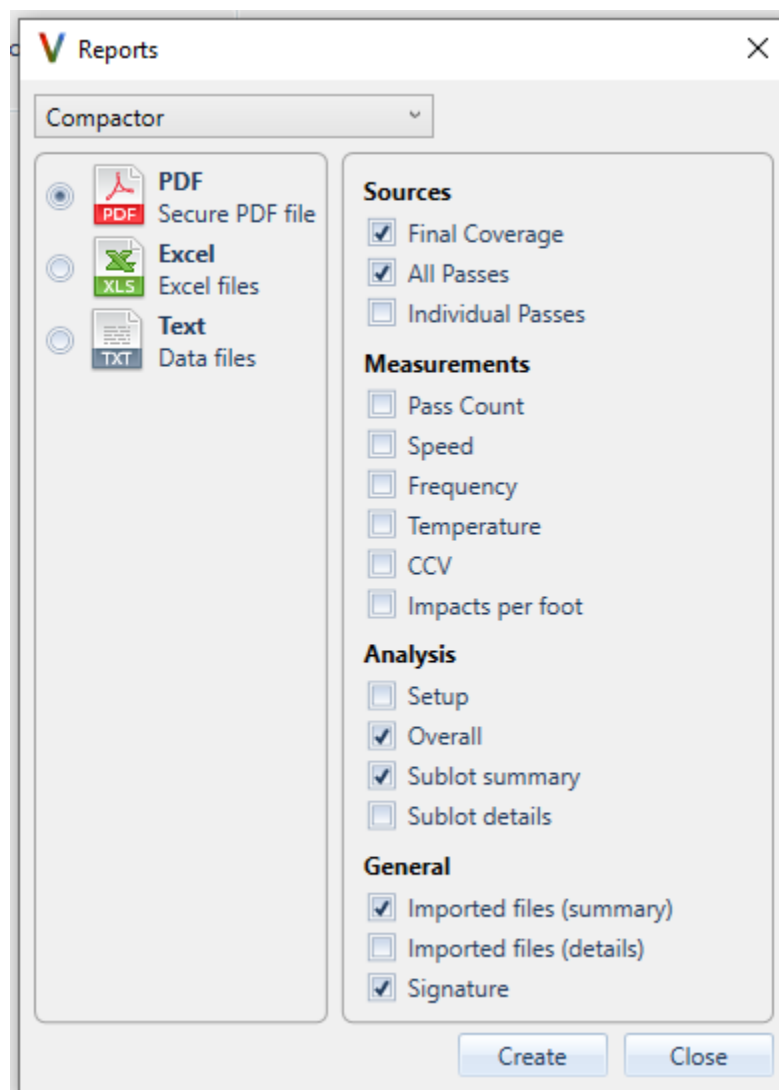 Reports
Compactor
PDF
PDF
Secure PDF file
Excel
XLS
Excel files
Text
TXT
Data files
Sources
Final Coverage
All Passes
Individual Passes
Measurements
Pass Count
Speed
Frequency
Temperature
CCV
Impacts per foot
Analysis
Setup
Overall
Sublot summary
Sublot details
General
Imported files (summary)
Imported files (details)
Signature
Create
Close